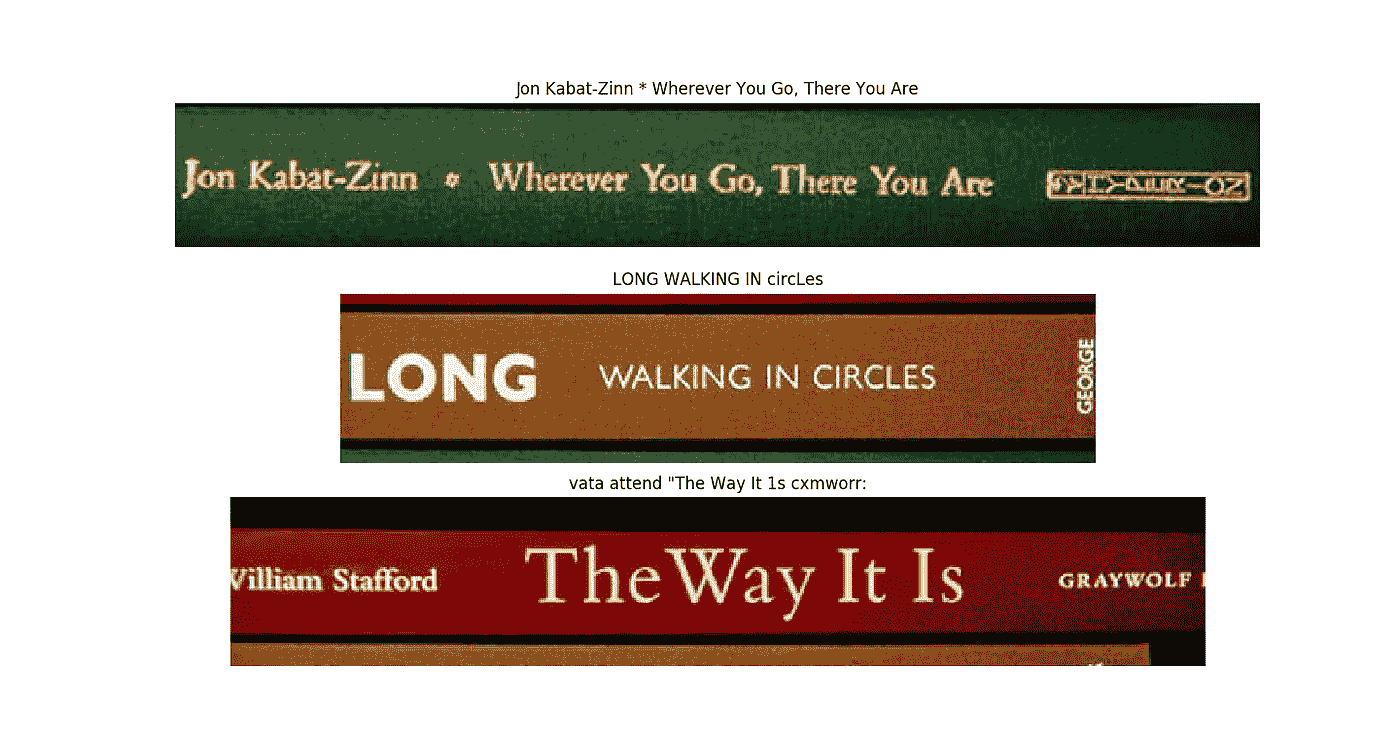 Jon Kabat-Zinn * Wherever You Go, There You Are
Jon Kabat-Zinn * Wherever You Go, There You Are HYPERION
LONG WALKING IN circLes
LONG WALKING IN CIRCLES GEORGE
vata attend "The Way It 1s cxmworr:
William Stafford The Way It Is GRAYWOLF